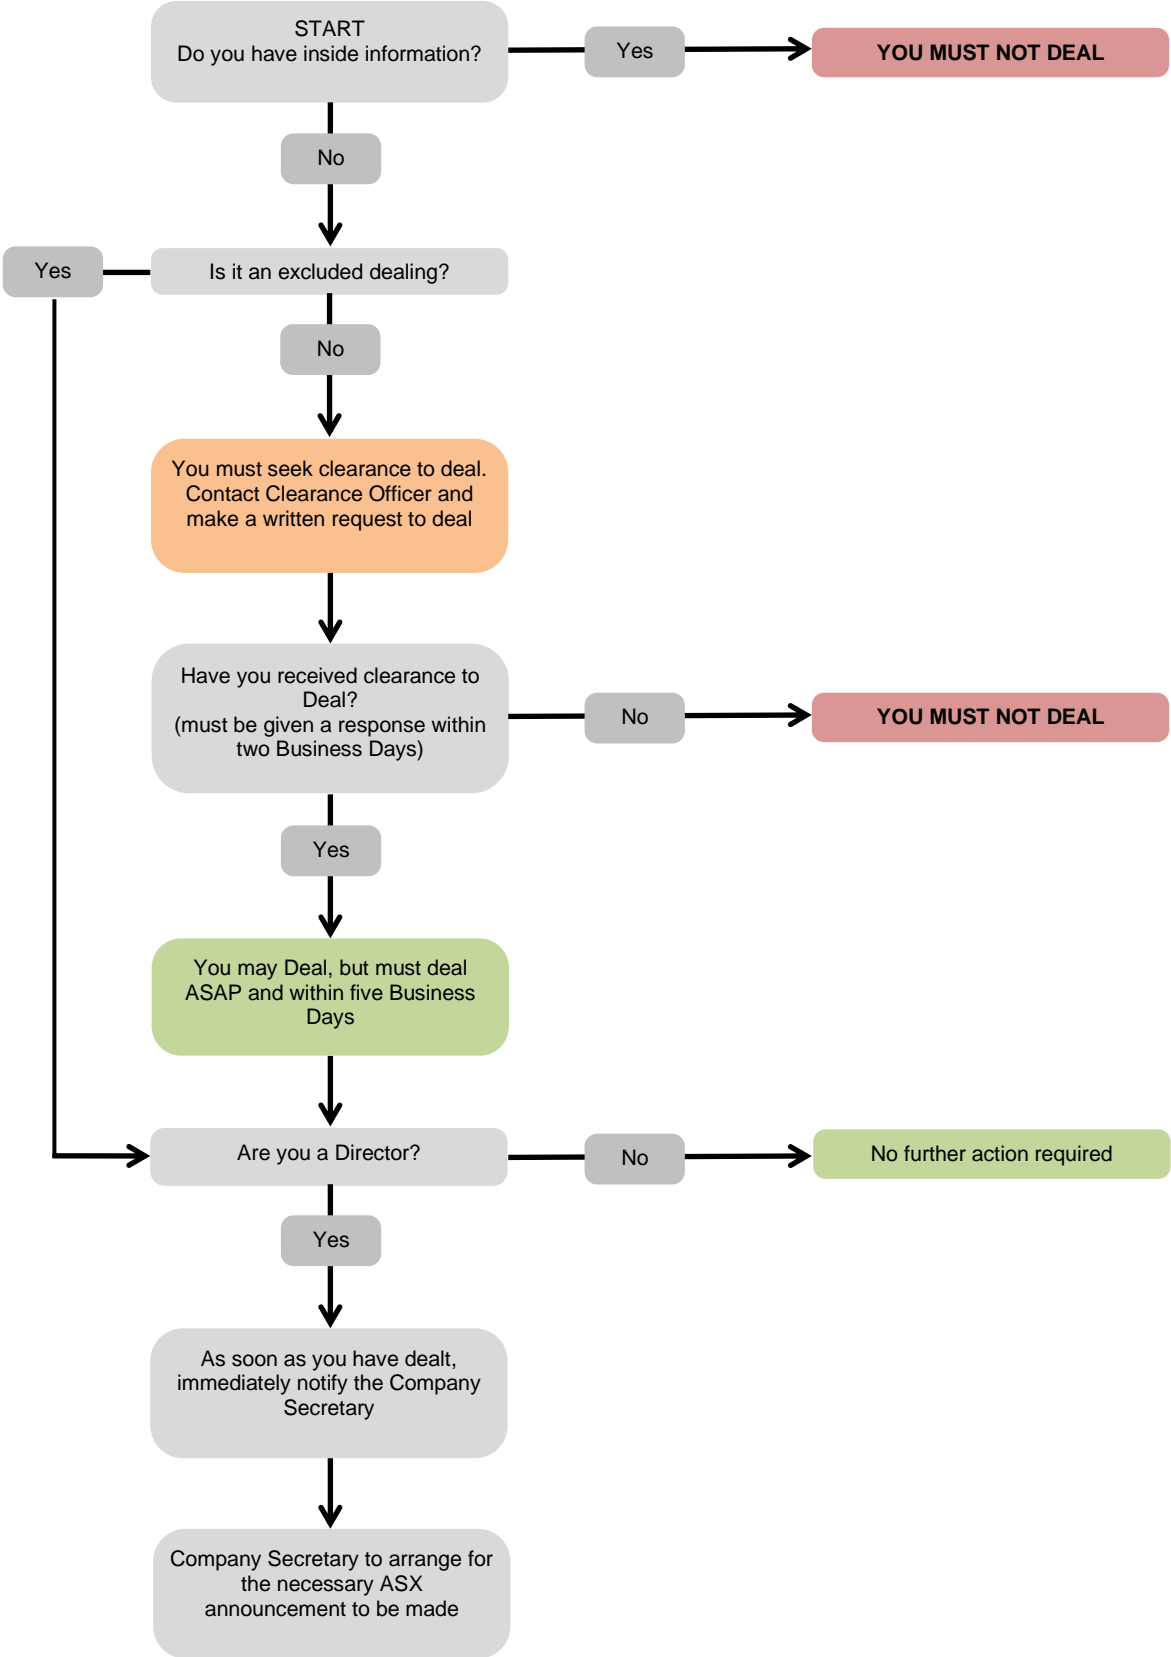 START
Do you have inside information?
Yes
YOU MUST NOT DEAL
No
Yes
Is it an excluded dealing?
No
You must seek clearance to deal.
Contact Clearance Officer and
make a written request to deal
Have you received clearance to
Deal?
(must be given a response within
two Business Days)
No
YOU MUST NOT DEAL
Yes
You may Deal, but must deal
ASAP and within five Business
Days
Are you a Director?
No
No further action required
Yes
As soon as you have dealt,
immediately notify the Company
Secretary
Company Secretary to arrange for
the necessary ASX
announcement to be made